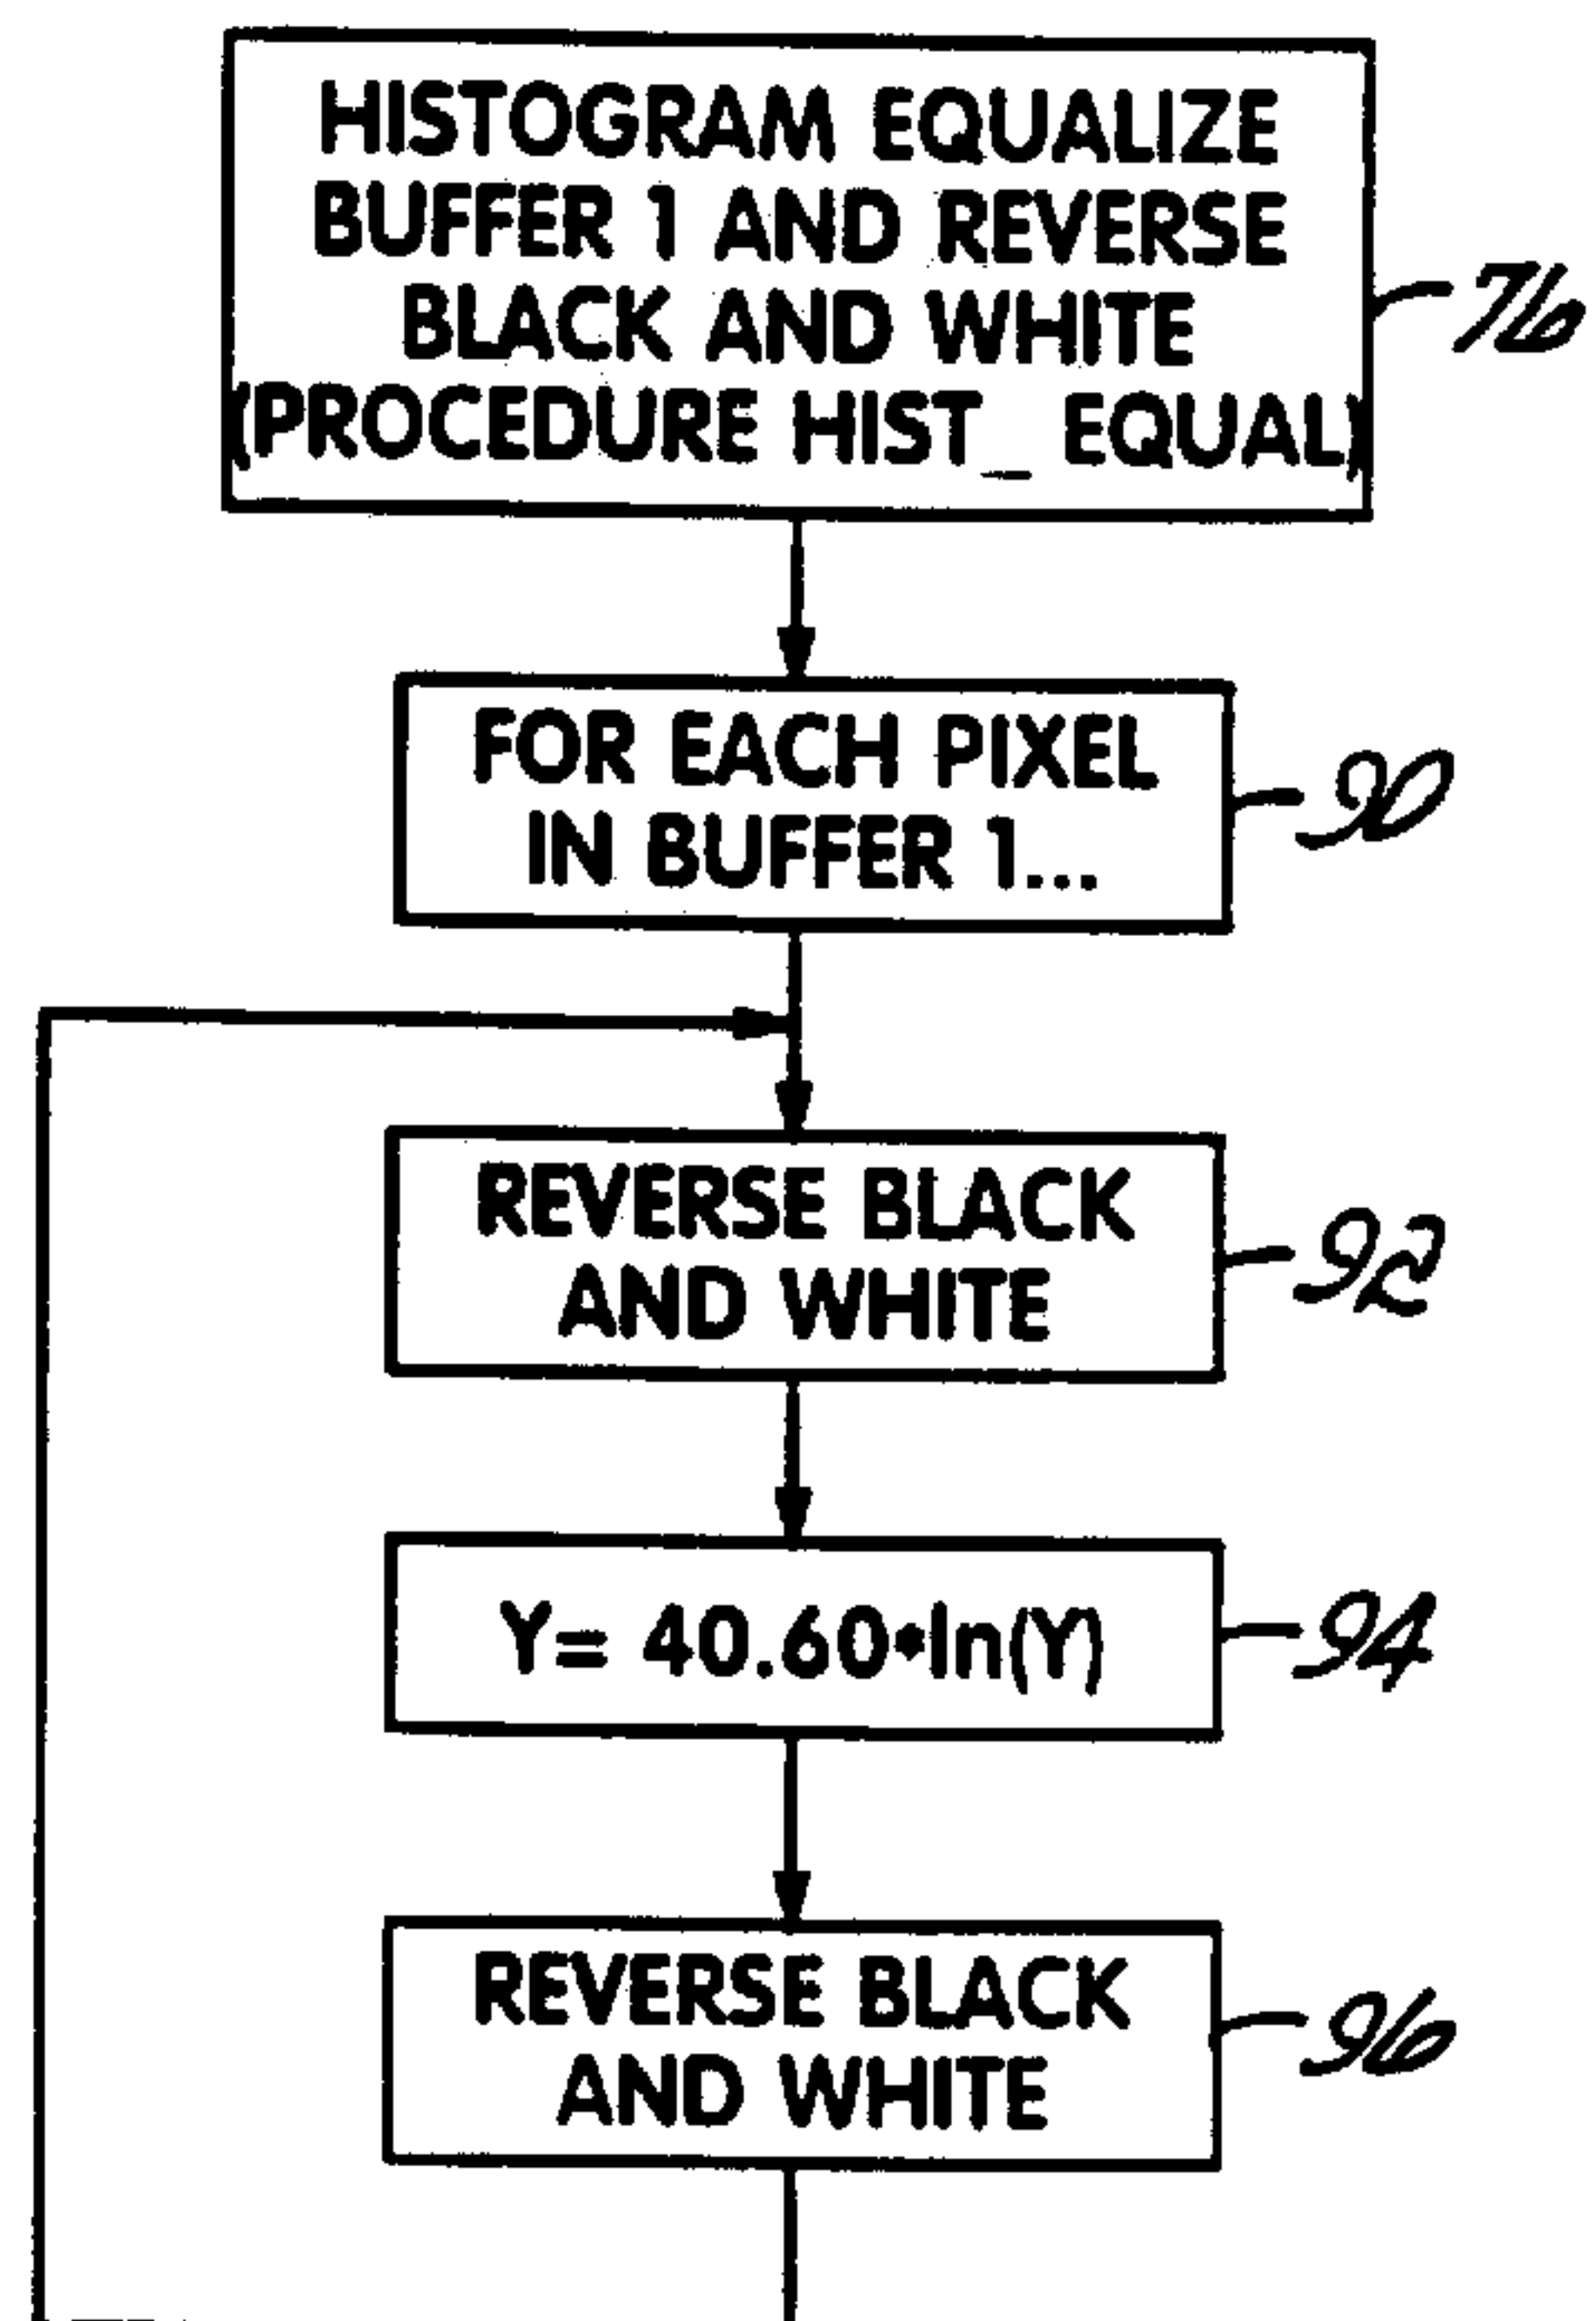 HISTOGRAM EQUALIZE
BUFFER 1 AND REVERSE
BLACK AND WHITE
(PROCEDURE HIST_ EQUAL)
76
FOR EACH PIXEL
IN BUFFER 1...
90
REVERSE BLACK
AND WHITE
92
Y= 40.60•ln(Y)
94
REVERSE BLACK
AND WHITE
96